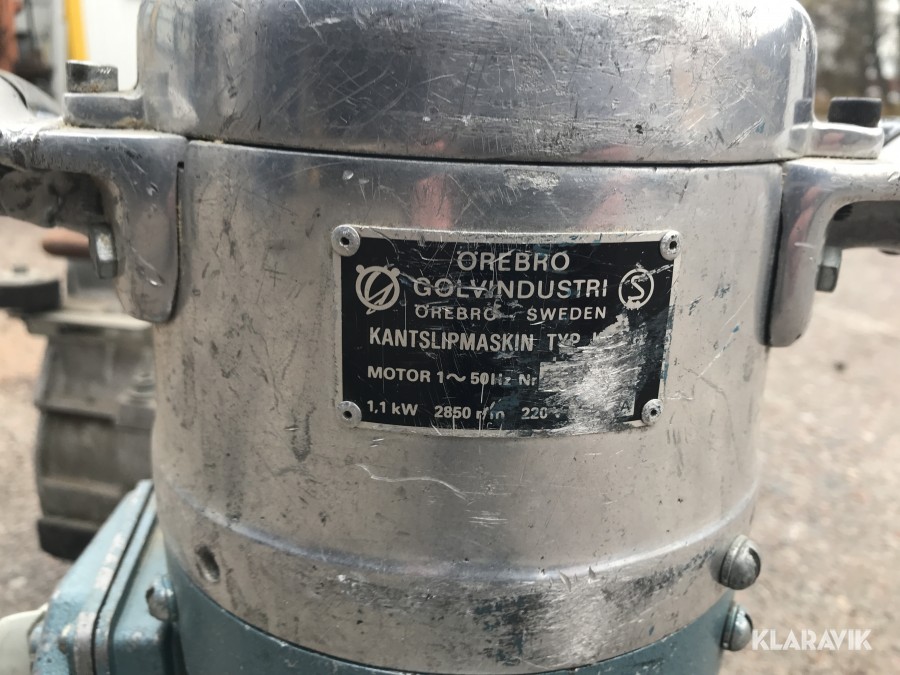 ÖREBRO
GOLVINDUSTRI S
ÖREBRO - SWEDEN
KANTSLIPMASKIN TYP
MOTOR 1~50Hz Nr
1,1 kW 2850 r/m 220 V
KLARAVIK